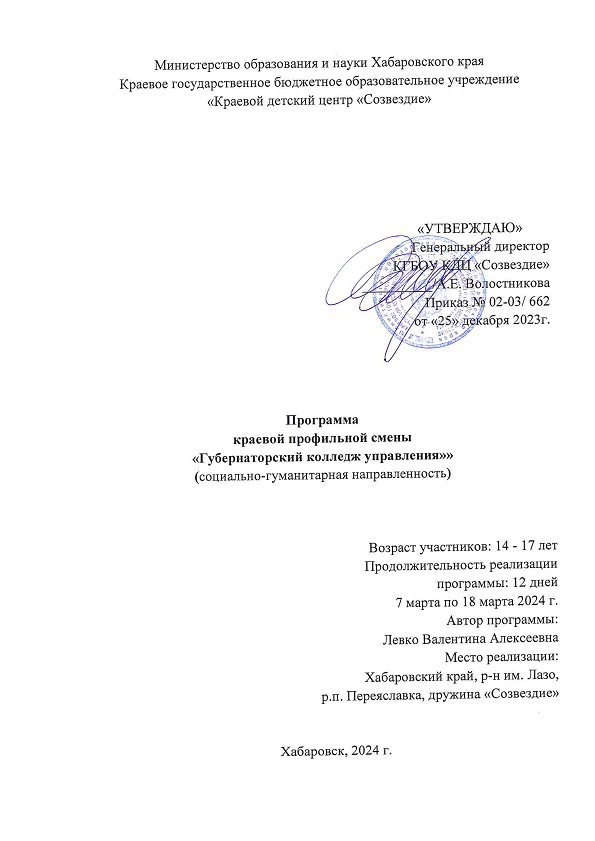 Министерство образования и науки Хабаровского края
Краевое государственное бюджетное образовательное учреждение
«Краевой детский центр «Созвездие»
«УТВЕРЖДАЮ»
Генеральный директор
КГБОУ КДЦ «Созвездие»
А.Е. Волостникова
Приказ № 02-03/ 662
от «25» декабря 2023г.
Программа
краевой профильной смены
«Губернаторский колледж управления»»
(социально-гуманитарная направленность)
Возраст участников: 14 - 17 лет
Продолжительность реализации
программы: 12 дней
7 марта по 18 марта 2024 г.
Автор программы:
Левко Валентина Алексеевна
Место реализации:
Хабаровский край, р-н им. Лазо,
р.п. Переяславка, дружина «Созвездие»
Хабаровск, 2024 г.